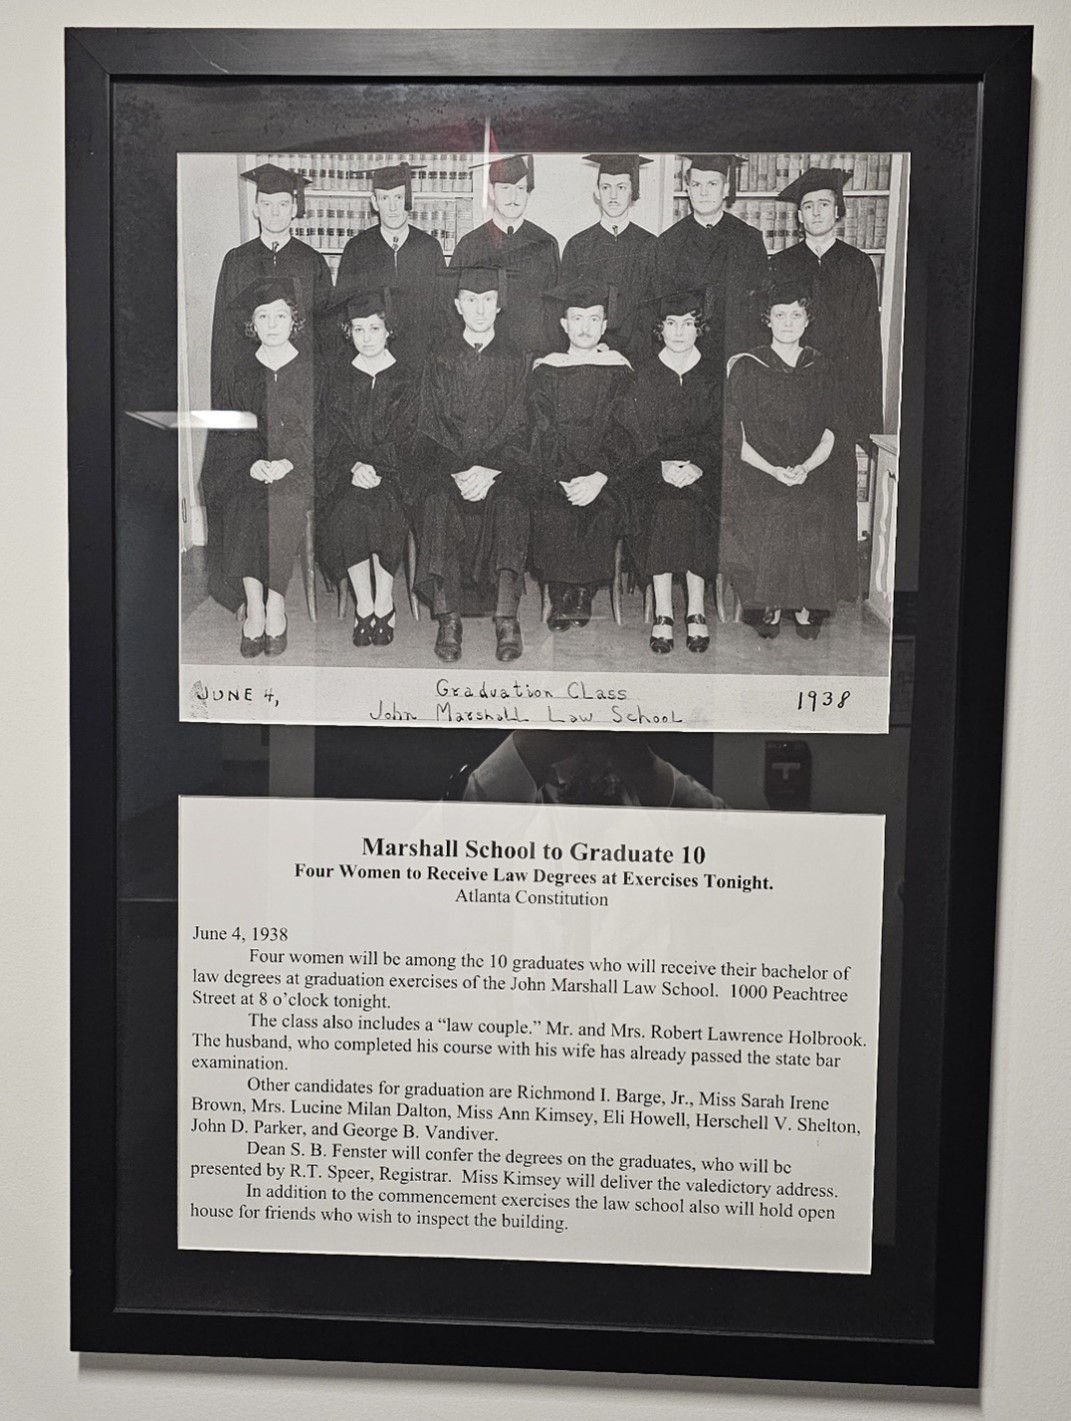 JUNE 4,
Graduation Class
1938
John Marshall Law School
Marshall School to Graduate 10
Four Women to Receive Law Degrees at Exercises Tonight.
Atlanta Constitution
June 4, 1938
Four women will be among the 10 graduates who will receive their bachelor of
law degrees at graduation exercises of the John Marshall Law School. 1000 Peachtree
Street at 8 o’clock tonight.
The class also includes a “law couple.” Mr. and Mrs. Robert Lawrence Holbrook.
The husband, who completed his course with his wife has already passed the state bar
examination.
Other candidates for graduation are Richmond I. Barge, Jr., Miss Sarah Irene
Brown, Mrs. Lucine Milan Dalton, Miss Ann Kimsey, Eli Howell, Herschell V. Shelton,
John D. Parker, and George B. Vandiver.
Dean S. B. Fenster will confer the degrees on the graduates, who will be
presented by R.T. Speer, Registrar. Miss Kimsey will deliver the valedictory address.
In addition to the commencement exercises the law school also will hold open
house for friends who wish to inspect the building.